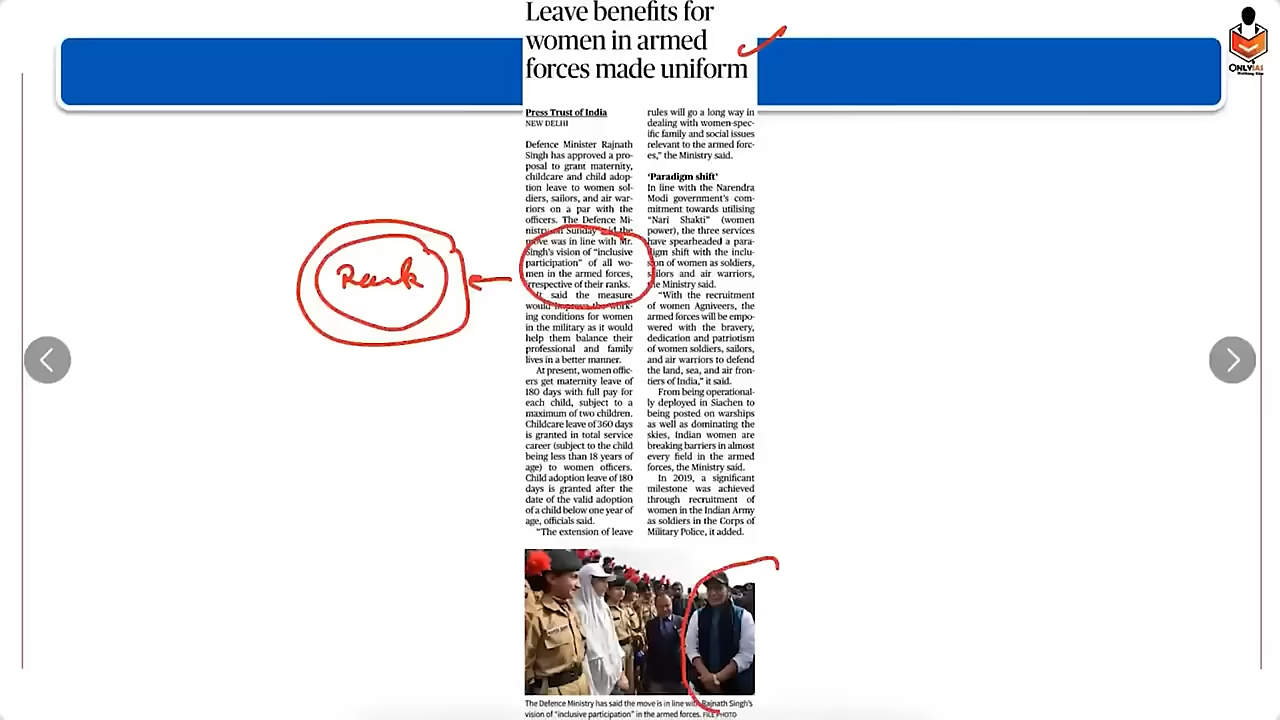 Leave benefits for
women in armed
forces made uniform
ONLYIAS
Press Trust of India
NEW DELHI
Defence Minister Rajnath
Singh has approved a pro-
posal to grant maternity,
childcare and child adop-
tion leave to women sol-
diers, sailors, and air war-
riors on a par with the
officers. The Defence Mi-
nistry on Sunday said the
move was in line with Mr.
Singh's vision of “inclusive
participation” of all wo-
men in the armed forces,
irrespective of their ranks.
It said the measure
would improve the work-
ing conditions for women
in the military as it would
help them balance their
professional and family
lives in a better manner.
At present, women offic-
ers get maternity leave of
180 days with full pay for
each child, subject to a
maximum of two children.
Childcare leave of 360 days
is granted in total service
career (subject to the child
being less than 18 years of
age) to women officers.
Child adoption leave of 180
days is granted after the
date of the valid adoption
of a child below one year of
age, officials said.
“The extension of leave
rules will go a long way in
dealing with women-spec-
ific family and social issues
relevant to the armed forc-
es,” the Ministry said.
‘Paradigm shift’
In line with the Narendra
Modi government's com-
mitment towards utilising
“Nari Shakti” (women
power), the three services
have spearheaded a para-
digm shift with the inclu-
sion of women as soldiers,
sailors and air warriors,
the Ministry said.
“With the recruitment
of women Agniveers, the
armed forces will be empo-
wered with the bravery,
dedication and patriotism
of women soldiers, sailors,
and air warriors to defend
the land, sea, and air fron-
tiers of India,” it said.
From being operational-
ly deployed in Siachen to
being posted on warships
as well as dominating the
skies, Indian women are
breaking barriers in almost
every field in the armed
forces, the Ministry said.
In 2019, a significant
milestone was achieved
through recruitment of
women in the Indian Army
as soldiers in the Corps of
Military Police, it added.
Rank
The Defence Ministry has said the move is in line with Rajnath Singh's
vision of “inclusive participation” in the armed forces. FILE PHOTO